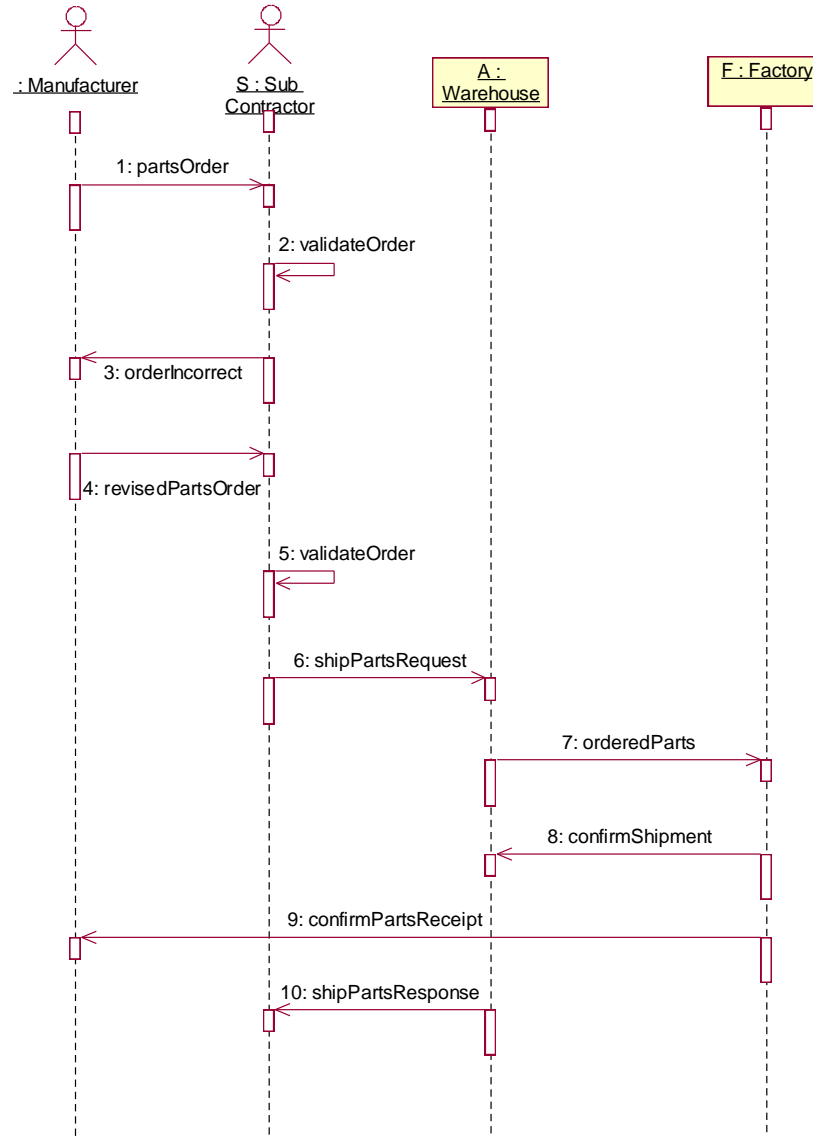 : Manufacturer
S : Sub
Contractor
A :
Warehouse
F : Factory
1: partsOrder
2: validateOrder
3: orderIncorrect
4: revisedPartsOrder
5: validateOrder
6: shipPartsRequest
7: orderedParts
8: confirmShipment
9: confirmPartsReceipt
10: shipPartsResponse